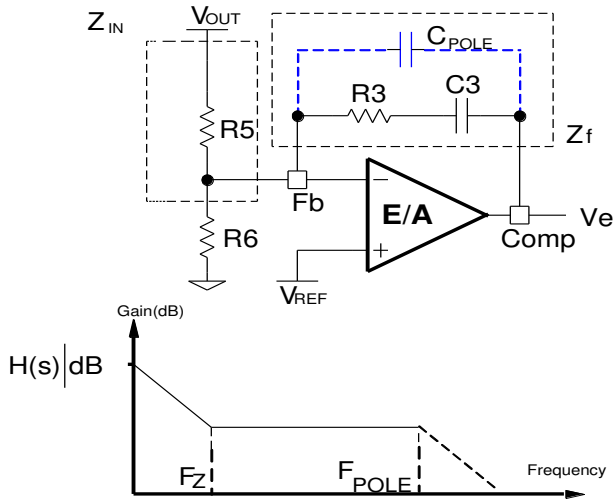 ZIN
VOUT
CPOLE
R3
C3
R5
Zf
Fb
−
E/A
+
Comp
Ve
R6
VREF
Gain(dB)
H(s)|dB
FZ
FPOLE
Frequency